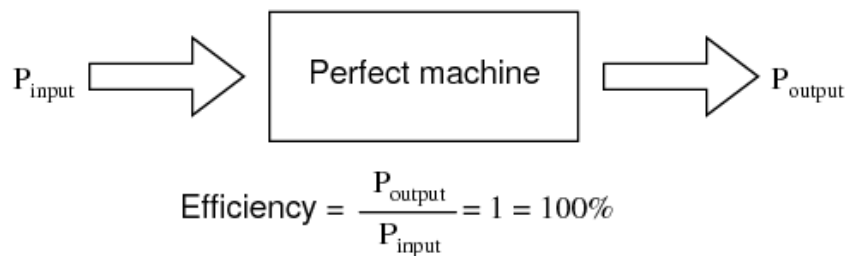 P_input Perfect machine P_output
Efficiency = P_output / P_input = 1 = 100%